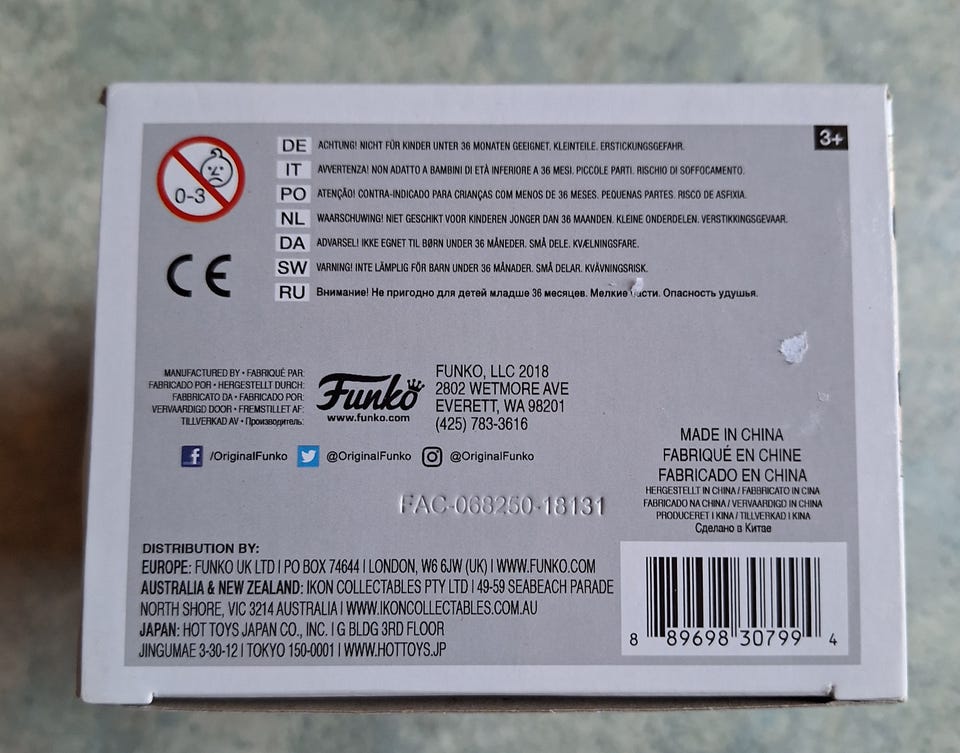 0-3
3+
DE ACHTUNG! NICHT FÜR KINDER UNTER 36 MONATEN GEEIGNET. KLEINTEILE. ERSTICKUNGSGEFAHR.
IT AVVERTENZA! NON ADATTO A BAMBINI DI ETÀ INFERIORE A 36 MESI. PICCOLE PARTI. RISCHIO DI SOFFOCAMENTO.
PO ATENÇÃO! CONTRA-INDICADO PARA CRIANÇAS COM MENOS DE 36 MESES. PEQUENAS PARTES. RISCO DE ASFIXIA.
NL WAARSCHUWING! NIET GESCHIKT VOOR KINDEREN JONGER DAN 36 MAANDEN. KLEINE ONDERDELEN. VERSTIKKINGSGEVAAR.
DA ADVARSEL! IKKE EGNET TIL BØRN UNDER 36 MÅNEDER. SMÅ DELE. KVÆLNINGSFARE.
SW VARNING! INTE LÄMPLIG FÖR BARN UNDER 36 MÅNADER. SMÅ DELAR. KVÄVNINGSRISK.
RU Внимание! Не пригодно для детей младше 36 месяцев. Мелкие части. Опасность удушья.
CE
MANUFACTURED BY • FABRIQUÉ PAR:
FABRICADO POR • HERGESTELLT DURCH:
FABBRICATO DA • FABRICADO POR:
VERVAARDIGD DOOR • FREMSTILLET AF:
TILLVERKAD AV • Производитель:
Funko
www.funko.com
FUNKO, LLC 2018
2802 WETMORE AVE
EVERETT, WA 98201
(425) 783-3616
/OriginalFunko @OriginalFunko @OriginalFunko
FAC-068250-18131
MADE IN CHINA
FABRIQUÉ EN CHINE
FABRICADO EN CHINA
HERGESTELLT IN CHINA / FABBRICATO IN CINA
FABRICADO NA CHINA / VERVAARDIGD IN CHINA
PRODUCERET I KINA / TILLVERKAD I KINA
Сделано в Китае
DISTRIBUTION BY:
EUROPE: FUNKO UK LTD I PO BOX 74644 I LONDON, W6 6JW (UK) I WWW.FUNKO.COM
AUSTRALIA & NEW ZEALAND: IKON COLLECTABLES PTY LTD I 49-59 SEABEACH PARADE
NORTH SHORE, VIC 3214 AUSTRALIA I WWW.IKONCOLLECTABLES.COM.AU
JAPAN: HOT TOYS JAPAN CO., INC. I G BLDG 3RD FLOOR
JINGUMAE 3-30-12 I TOKYO 150-0001 I WWW.HOTTOYS.JP
8 89698 30799 4